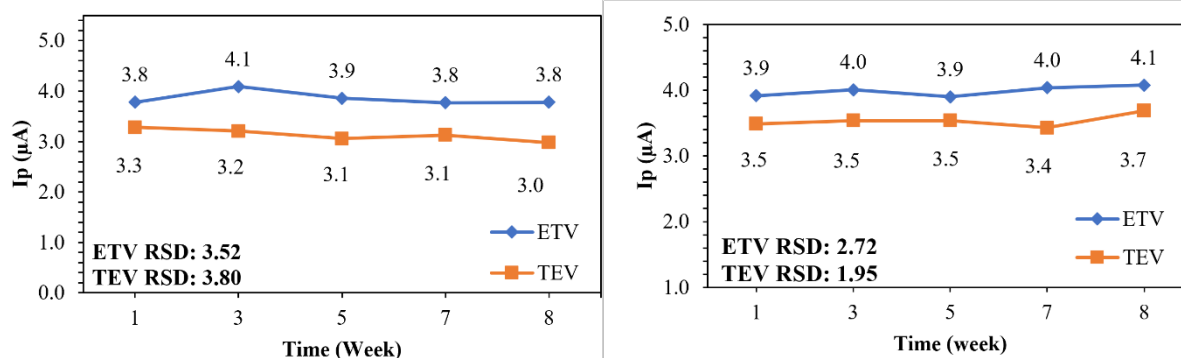 5.0
4.0
3.0
2.0
1.0
0.0
Ip (µA)
3.8 4.1 3.9 3.8 3.8
3.3 3.2 3.1 3.1 3.0
ETV
TEV
ETV RSD: 3.52
TEV RSD: 3.80
1 3 5 7 8
Time (Week)
5.0
4.0
3.0
2.0
1.0
Ip (µA)
3.9 4.0 3.9 4.0 4.1
3.5 3.5 3.5 3.4 3.7
ETV
TEV
ETV RSD: 2.72
TEV RSD: 1.95
1 3 5 7 8
Time (week)